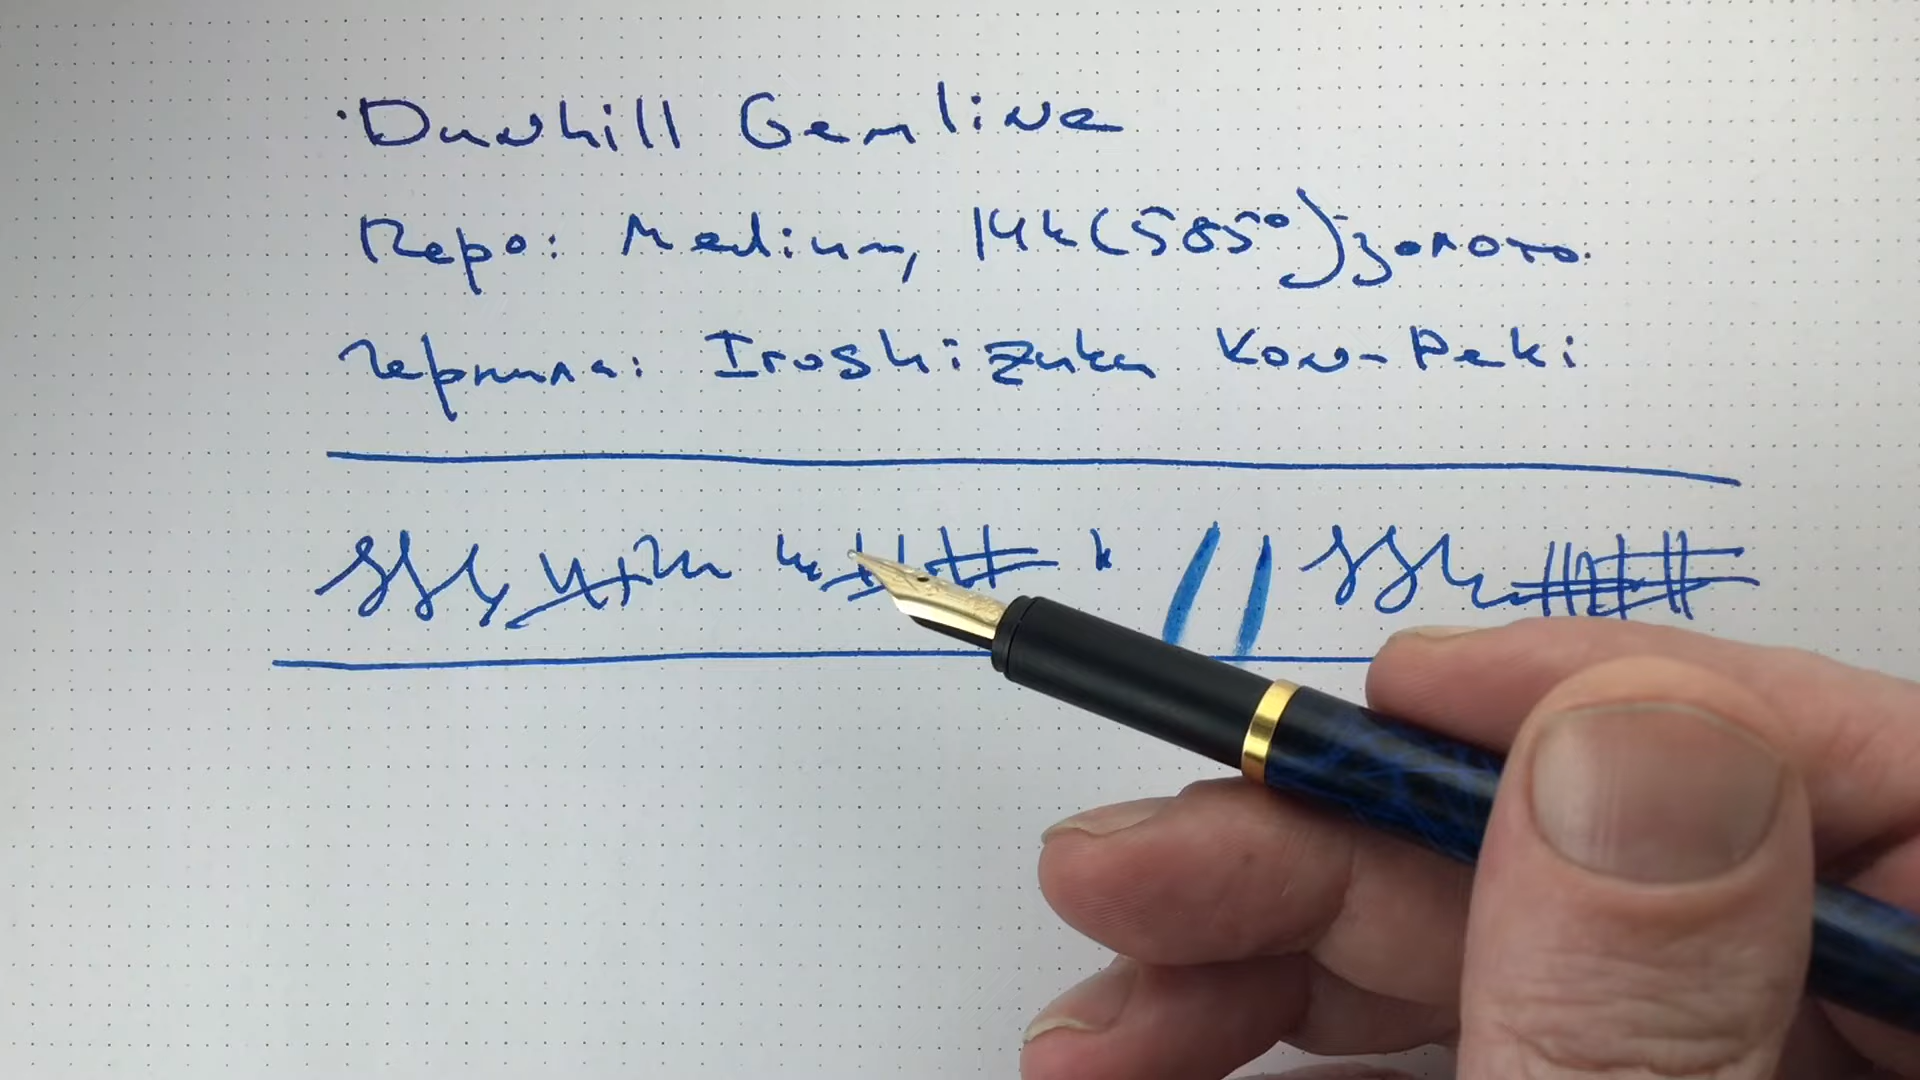 Dunhill Gemline
Перо: Medium, 14k (585°) золото.
Чернила: Iroshizuku Kon-Peki